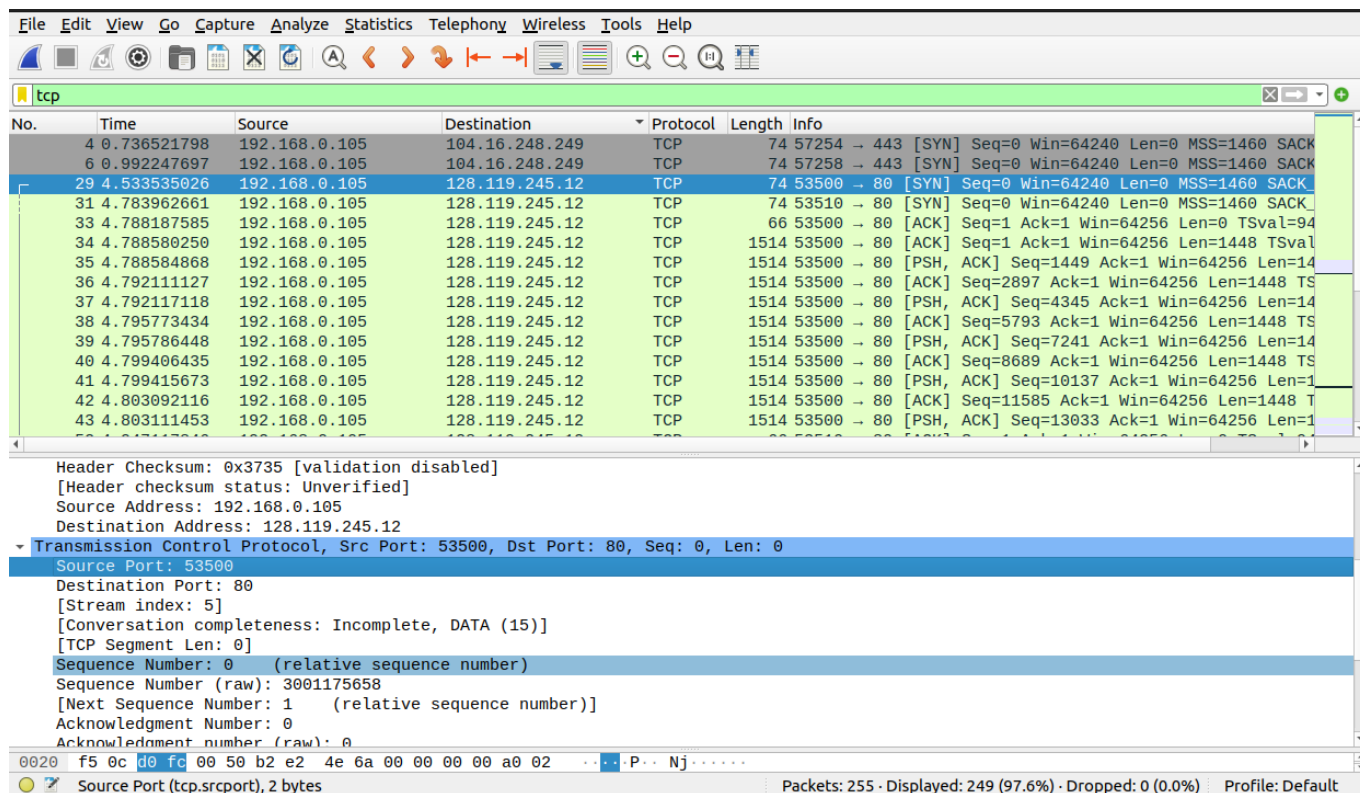 File Edit View Go Capture Analyze Statistics Telephony Wireless Tools Help
tcp
No. Time Source Destination Protocol Length Info
4 0.736521798 192.168.0.105 104.16.248.249 TCP 74 57254 → 443 [SYN] Seq=0 Win=64240 Len=0 MSS=1460 SACK
6 0.992247697 192.168.0.105 104.16.248.249 TCP 74 57258 → 443 [SYN] Seq=0 Win=64240 Len=0 MSS=1460 SACK
29 4.533535026 192.168.0.105 128.119.245.12 TCP 74 53500 → 80 [SYN] Seq=0 Win=64240 Len=0 MSS=1460 SACK_
31 4.783962661 192.168.0.105 128.119.245.12 TCP 74 53510 → 80 [SYN] Seq=0 Win=64240 Len=0 MSS=1460 SACK_
33 4.788187585 192.168.0.105 128.119.245.12 TCP 66 53500 → 80 [ACK] Seq=1 Ack=1 Win=64256 Len=0 TSval=94
34 4.788580250 192.168.0.105 128.119.245.12 TCP 1514 53500 → 80 [ACK] Seq=1 Ack=1 Win=64256 Len=1448 TSval
35 4.788584868 192.168.0.105 128.119.245.12 TCP 1514 53500 → 80 [PSH, ACK] Seq=1449 Ack=1 Win=64256 Len=14
36 4.792111127 192.168.0.105 128.119.245.12 TCP 1514 53500 → 80 [ACK] Seq=2897 Ack=1 Win=64256 Len=1448 TS
37 4.792117118 192.168.0.105 128.119.245.12 TCP 1514 53500 → 80 [PSH, ACK] Seq=4345 Ack=1 Win=64256 Len=14
38 4.795773434 192.168.0.105 128.119.245.12 TCP 1514 53500 → 80 [ACK] Seq=5793 Ack=1 Win=64256 Len=1448 TS
39 4.795786448 192.168.0.105 128.119.245.12 TCP 1514 53500 → 80 [PSH, ACK] Seq=7241 Ack=1 Win=64256 Len=14
40 4.799406435 192.168.0.105 128.119.245.12 TCP 1514 53500 → 80 [ACK] Seq=8689 Ack=1 Win=64256 Len=1448 TS
41 4.799415673 192.168.0.105 128.119.245.12 TCP 1514 53500 → 80 [PSH, ACK] Seq=10137 Ack=1 Win=64256 Len=1
42 4.803092116 192.168.0.105 128.119.245.12 TCP 1514 53500 → 80 [ACK] Seq=11585 Ack=1 Win=64256 Len=1448 T
43 4.803111453 192.168.0.105 128.119.245.12 TCP 1514 53500 → 80 [PSH, ACK] Seq=13033 Ack=1 Win=64256 Len=1
Header Checksum: 0x3735 [validation disabled]
[Header checksum status: Unverified]
Source Address: 192.168.0.105
Destination Address: 128.119.245.12
Transmission Control Protocol, Src Port: 53500, Dst Port: 80, Seq: 0, Len: 0
Source Port: 53500
Destination Port: 80
[Stream index: 5]
[Conversation completeness: Incomplete, DATA (15)]
[TCP Segment Len: 0]
Sequence Number: 0 (relative sequence number)
Sequence Number (raw): 3001175658
[Next Sequence Number: 1 (relative sequence number)]
Acknowledgment Number: 0
Acknowledgment number (raw): 0
0020 f5 0c d0 fc 00 50 b2 e2 4e 6a 00 00 00 00 a0 02 ·····P·· Nj······
Source Port (tcp.srcport), 2 bytes Packets: 255 · Displayed: 249 (97.6%) · Dropped: 0 (0.0%) Profile: Default